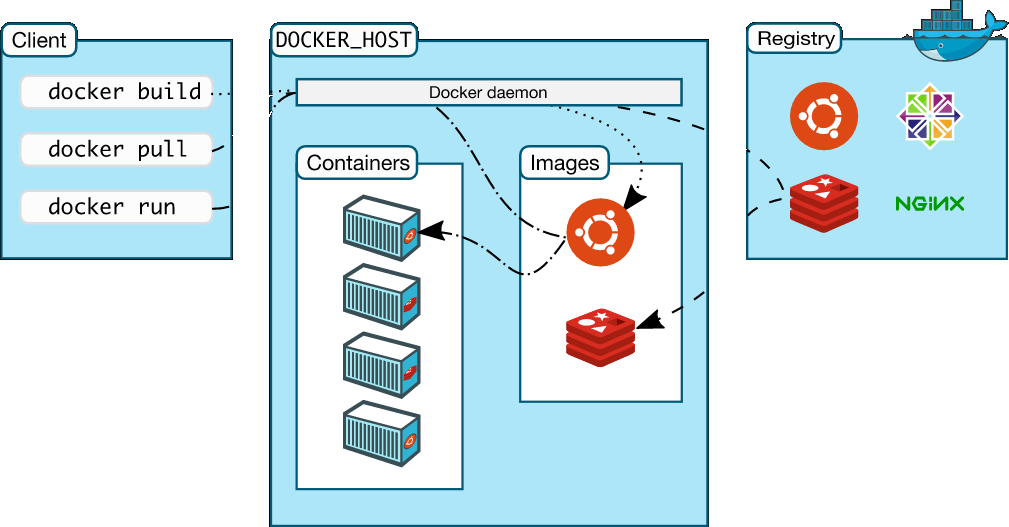 Client
docker build
docker pull
docker run
DOCKER_HOST
Docker daemon
Containers
Images
Registry
NGiNX